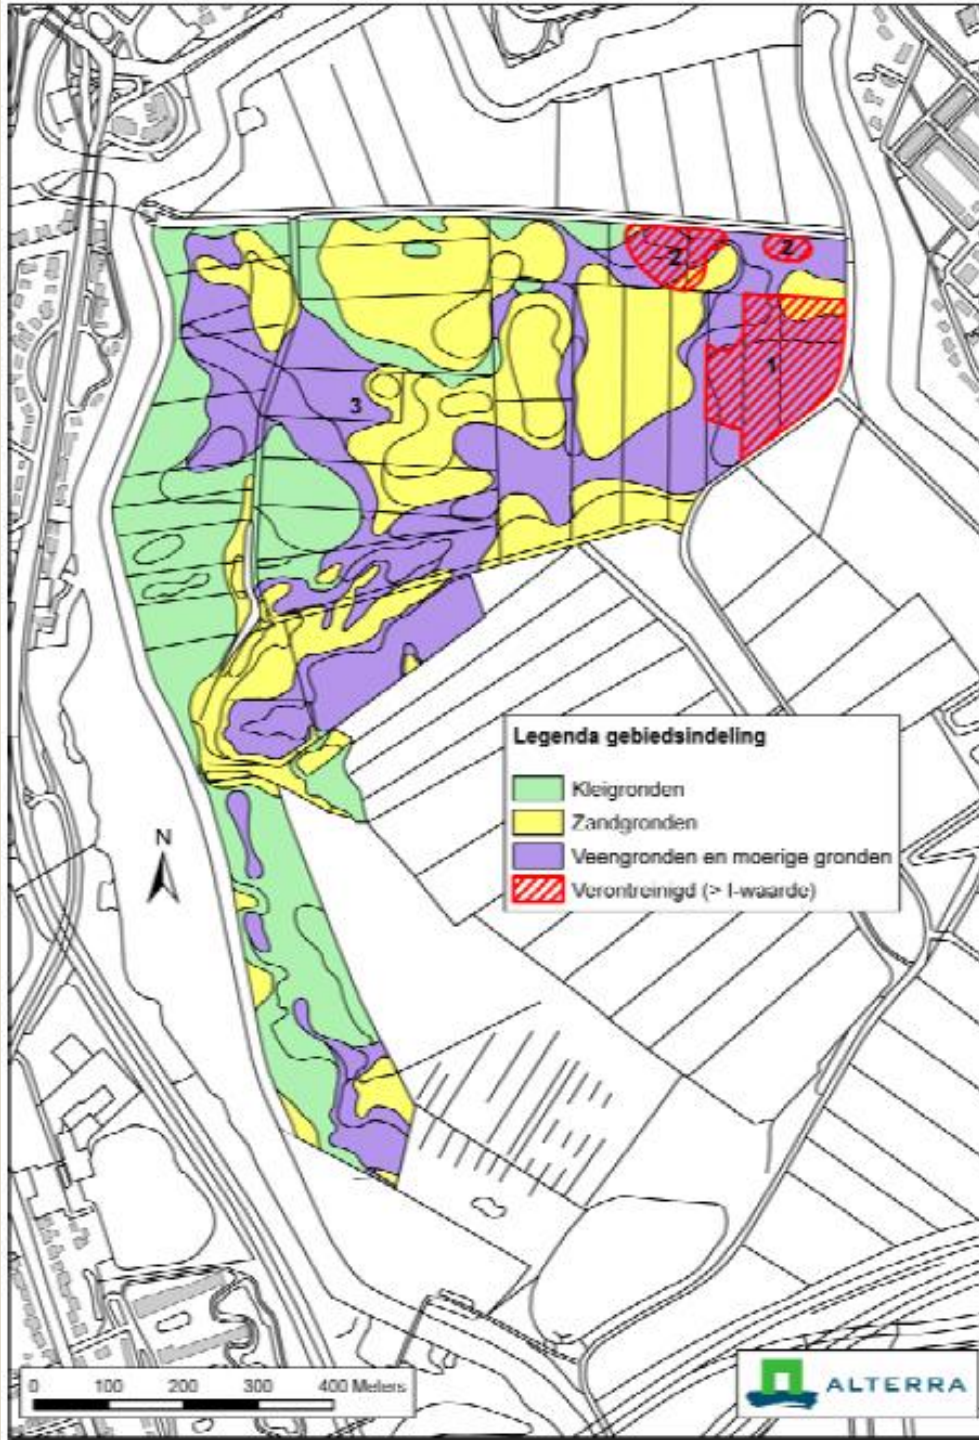 2
2
1
3
Legenda gebiedsindeling
Kleigronden
Zandgronden
Veengronden en moerige gronden
Verontreinigd (> I-waarde)
N
0 100 200 300 400 Meters
ALTERRA